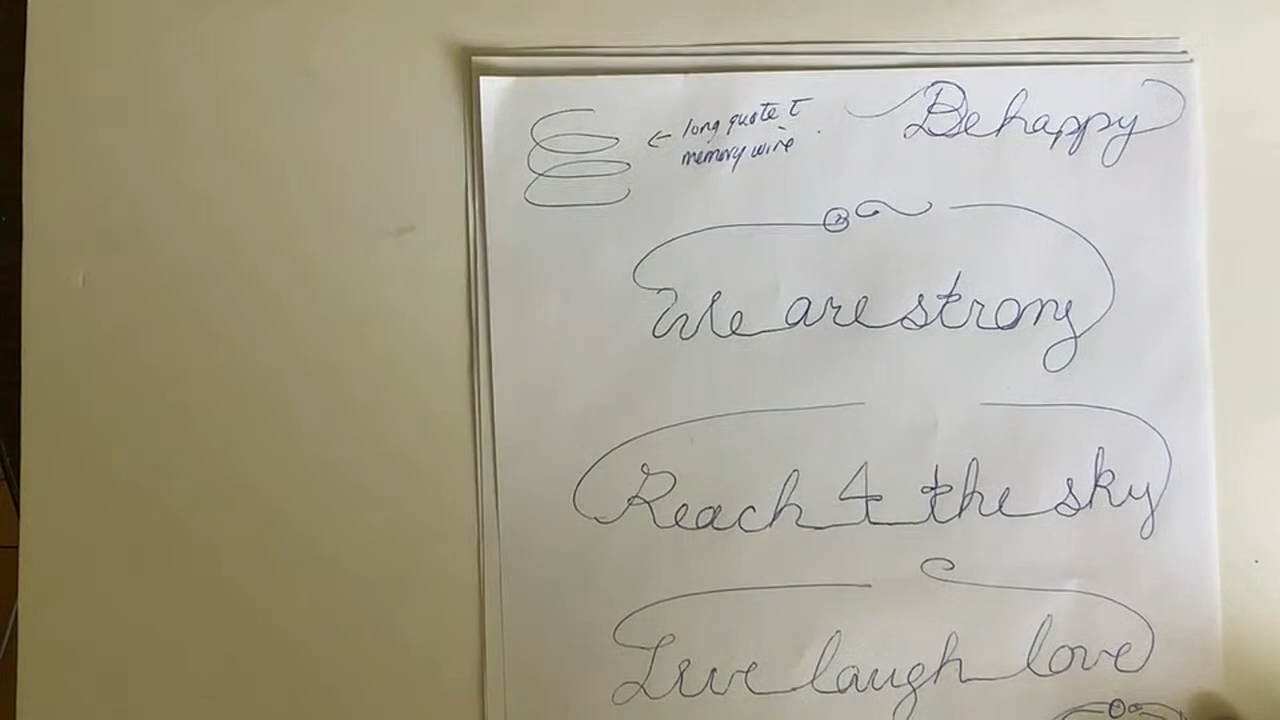 ← long quote c̄
memory wire
Be happy
We are strong
Reach 4 the sky
Live laugh love